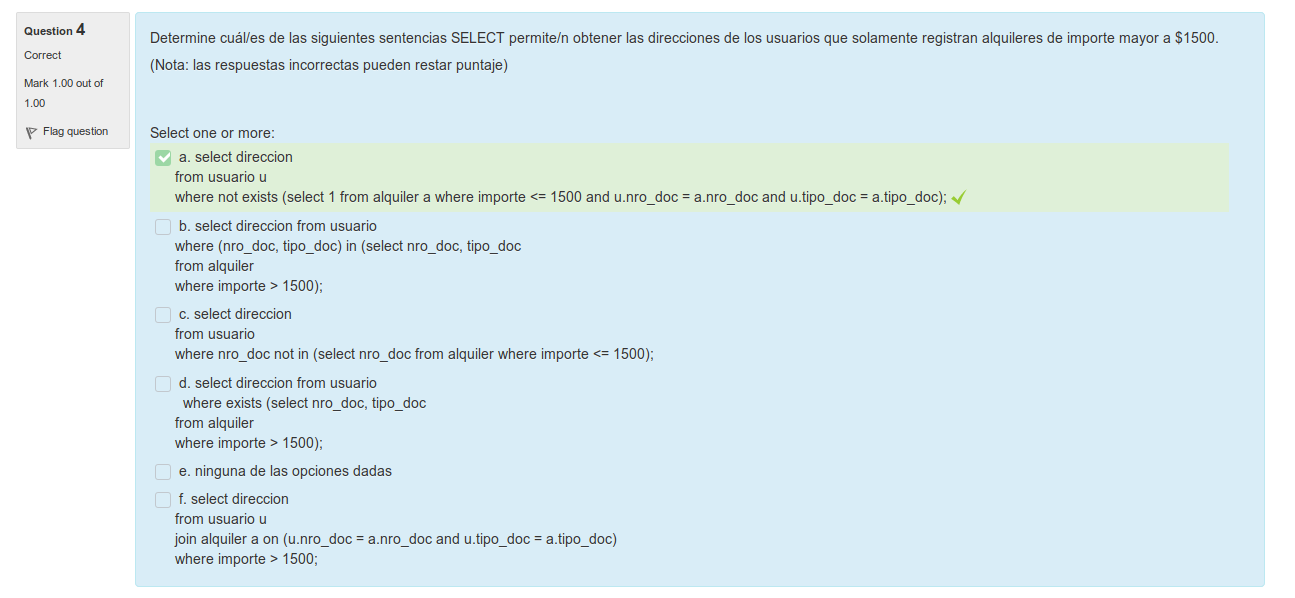 Question 4
Correct
Mark 1.00 out of
1.00
Flag question
Determine cuál/es de las siguientes sentencias SELECT permite/n obtener las direcciones de los usuarios que solamente registran alquileres de importe mayor a $1500.
(Nota: las respuestas incorrectas pueden restar puntaje)
Select one or more:
a. select direccion
from usuario u
where not exists (select 1 from alquiler a where importe <= 1500 and u.nro_doc = a.nro_doc and u.tipo_doc = a.tipo_doc);
b. select direccion from usuario
where (nro_doc, tipo_doc) in (select nro_doc, tipo_doc
from alquiler
where importe > 1500);
c. select direccion
from usuario
where nro_doc not in (select nro_doc from alquiler where importe <= 1500);
d. select direccion from usuario
where exists (select nro_doc, tipo_doc
from alquiler
where importe > 1500);
e. ninguna de las opciones dadas
f. select direccion
from usuario u
join alquiler a on (u.nro_doc = a.nro_doc and u.tipo_doc = a.tipo_doc)
where importe > 1500;